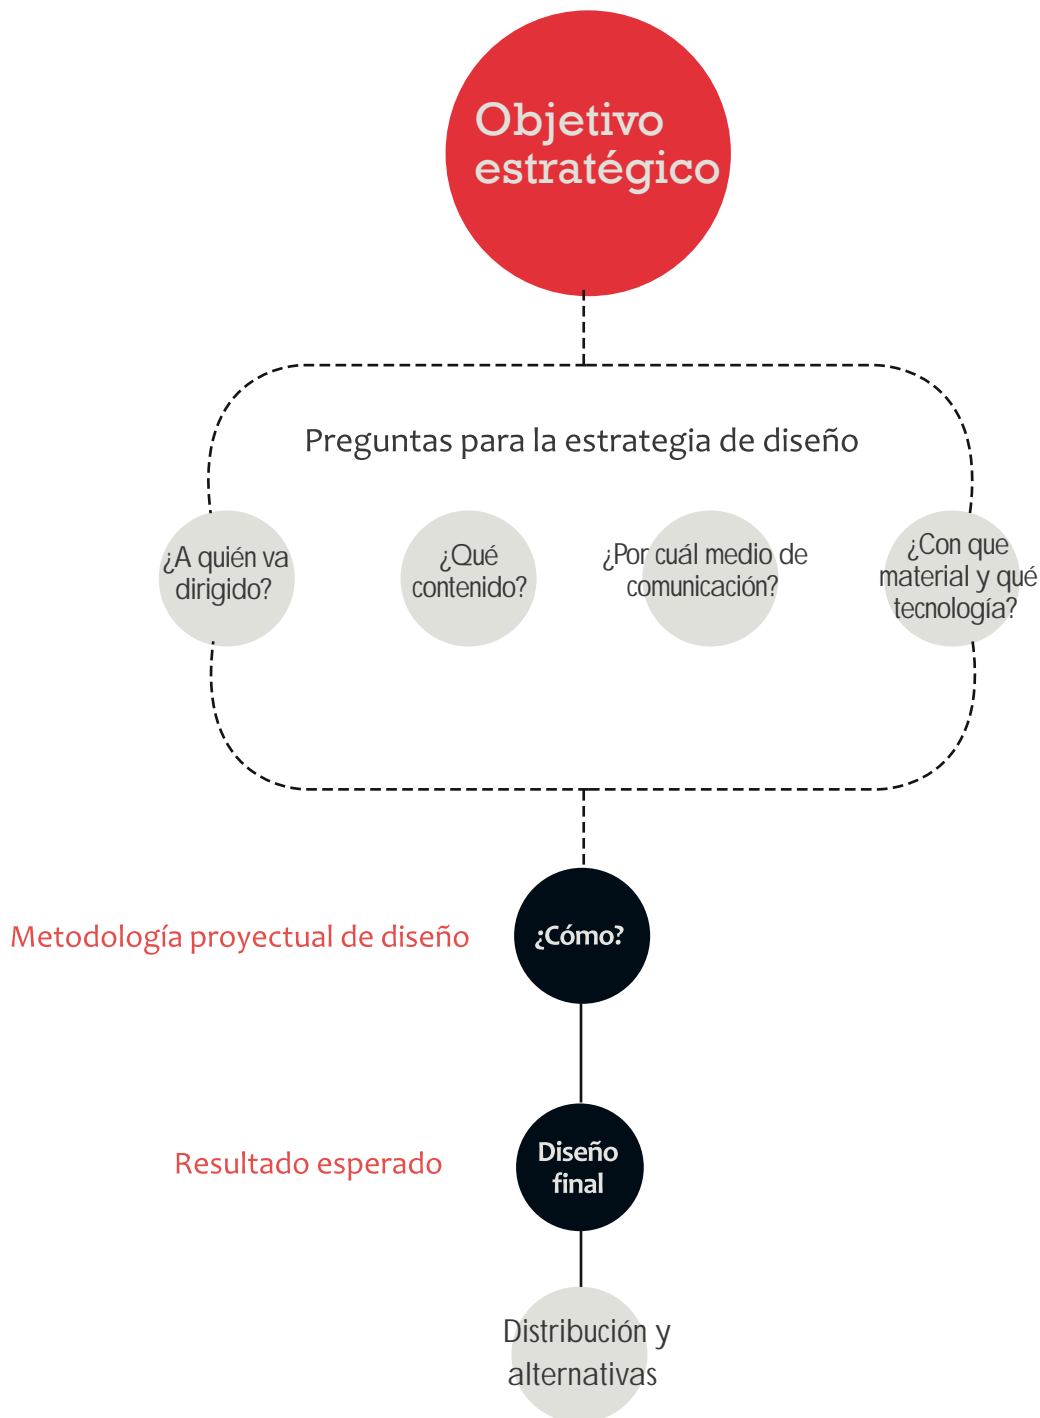 Objetivo
estratégico
Preguntas para la estrategia de diseño
¿A quién va
dirigido?
¿Qué
contenido?
¿Por cuál medio de
comunicación?
¿Con que
material y qué
tecnología?
Metodología proyectual de diseño
¿Cómo?
Resultado esperado
Diseño
final
Distribución y
alternativas